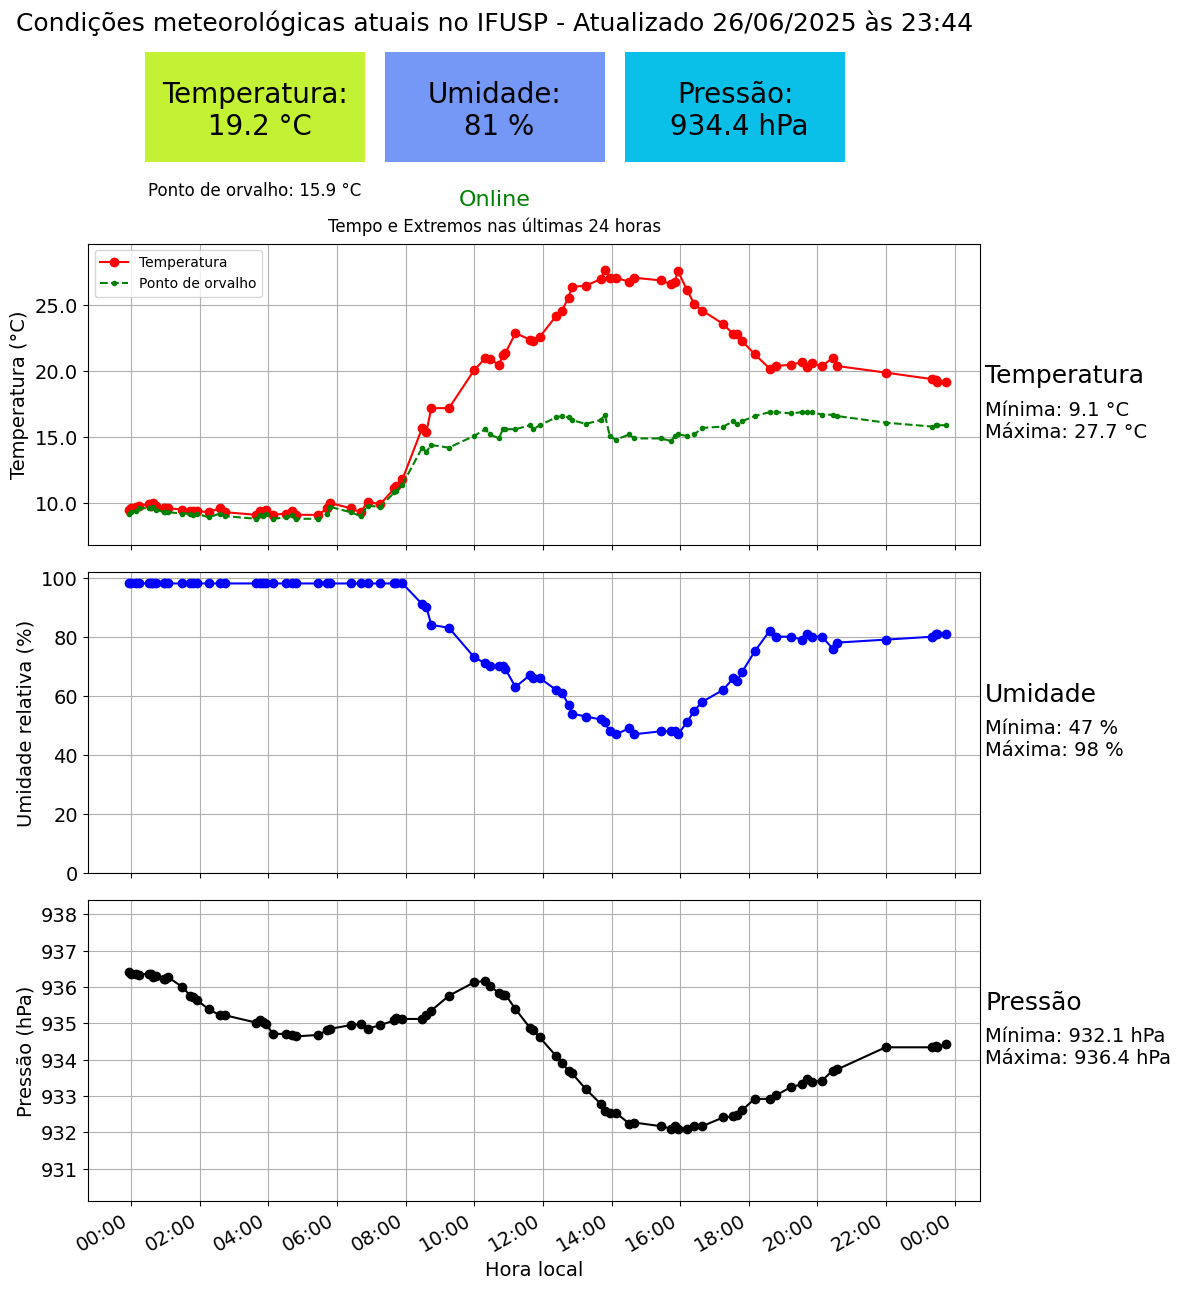 Condições meteorológicas atuais no IFUSP - Atualizado 26/06/2025 às 23:44
Temperatura:
19.2 °C
Umidade:
81 %
Pressão:
934.4 hPa
Ponto de orvalho: 15.9 °C
Online
Tempo e Extremos nas últimas 24 horas
Temperatura
Ponto de orvalho
Temperatura (°C)
25.0
20.0
15.0
10.0
Temperatura
Mínima: 9.1 °C
Máxima: 27.7 °C
Umidade relativa (%)
100
80
60
40
20
0
Umidade
Mínima: 47 %
Máxima: 98 %
Pressão (hPa)
938
937
936
935
934
933
932
931
Pressão
Mínima: 932.1 hPa
Máxima: 936.4 hPa
00:00
02:00
04:00
06:00
08:00
10:00
12:00
14:00
16:00
18:00
20:00
22:00
00:00
Hora local